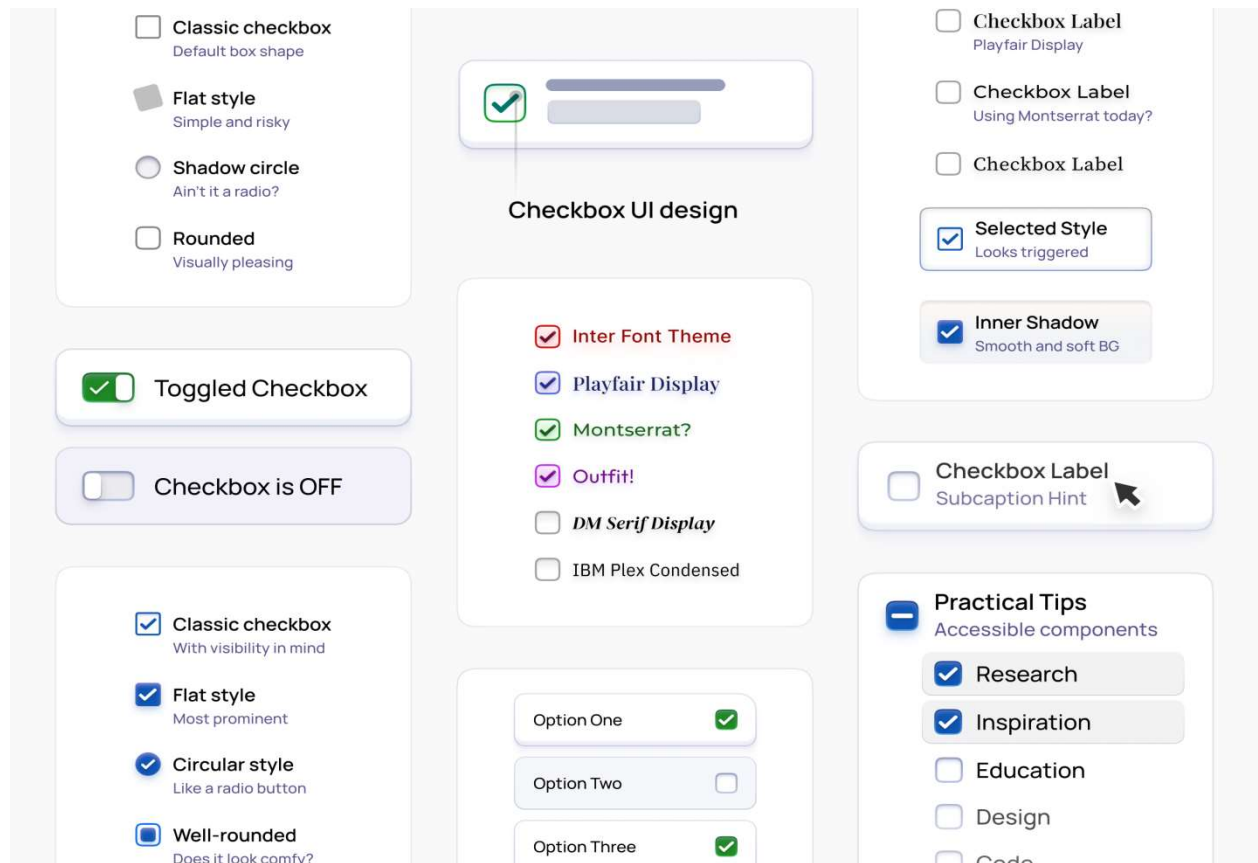 Classic checkbox
Default box shape
Flat style
Simple and risky
Shadow circle
Ain't it a radio?
Rounded
Visually pleasing
Toggled Checkbox
Checkbox is OFF
Classic checkbox
With visibility in mind
Flat style
Most prominent
Circular style
Like a radio button
Well-rounded
Does it look comfy?
Checkbox UI design
Inter Font Theme
Playfair Display
Montserrat?
Outfit!
DM Serif Display
IBM Plex Condensed
Option One
Option Two
Option Three
Checkbox Label
Playfair Display
Checkbox Label
Using Montserrat today?
Checkbox Label
Selected Style
Looks triggered
Inner Shadow
Smooth and soft BG
Checkbox Label
Subcaption Hint
Practical Tips
Accessible components
Research
Inspiration
Education
Design
Code